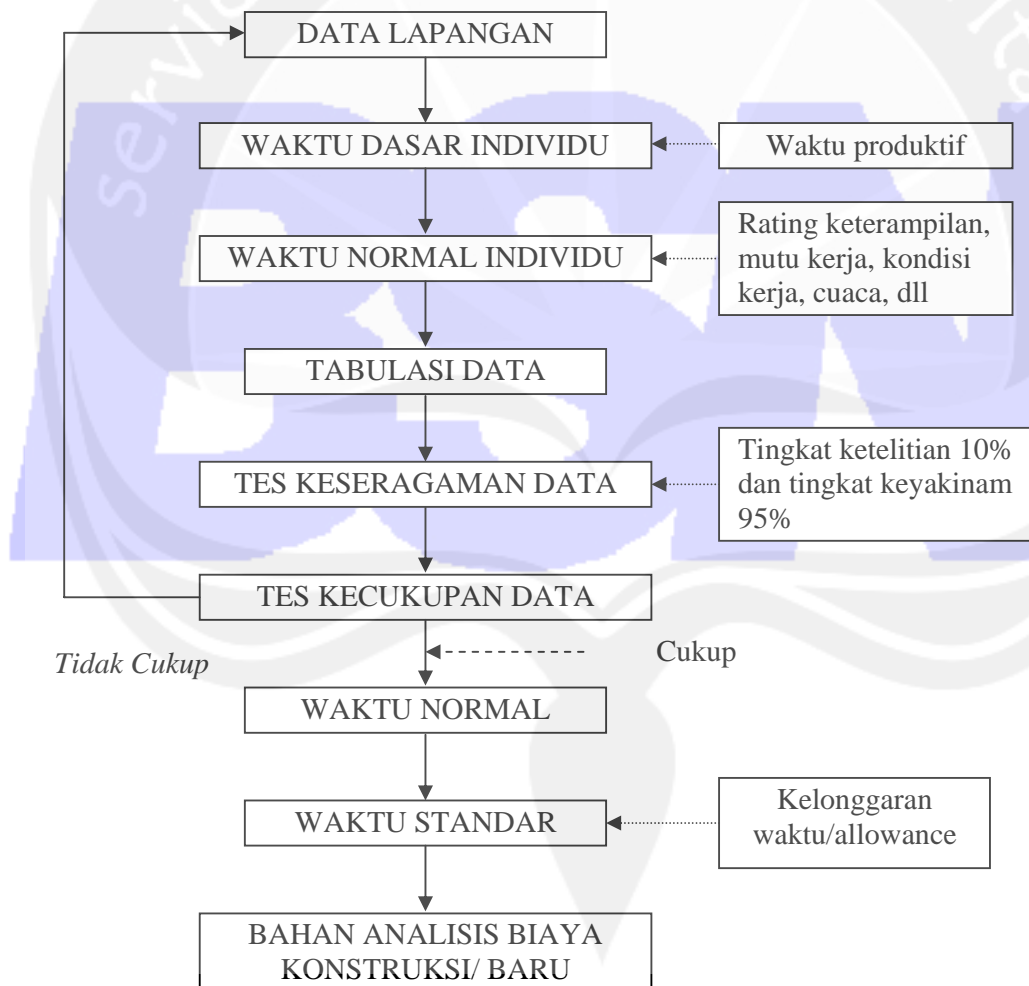 DATA LAPANGAN
WAKTU DASAR INDIVIDU
Waktu produktif
WAKTU NORMAL INDIVIDU
Rating keterampilan,
mutu kerja, kondisi
kerja, cuaca, dll
TABULASI DATA
TES KESERAGAMAN DATA
Tingkat ketelitian 10%
dan tingkat keyakinam
95%
TES KECUKUPAN DATA
Tidak Cukup
Cukup
WAKTU NORMAL
WAKTU STANDAR
Kelonggaran
waktu/allowance
BAHAN ANALISIS BIAYA
KONSTRUKSI/ BARU